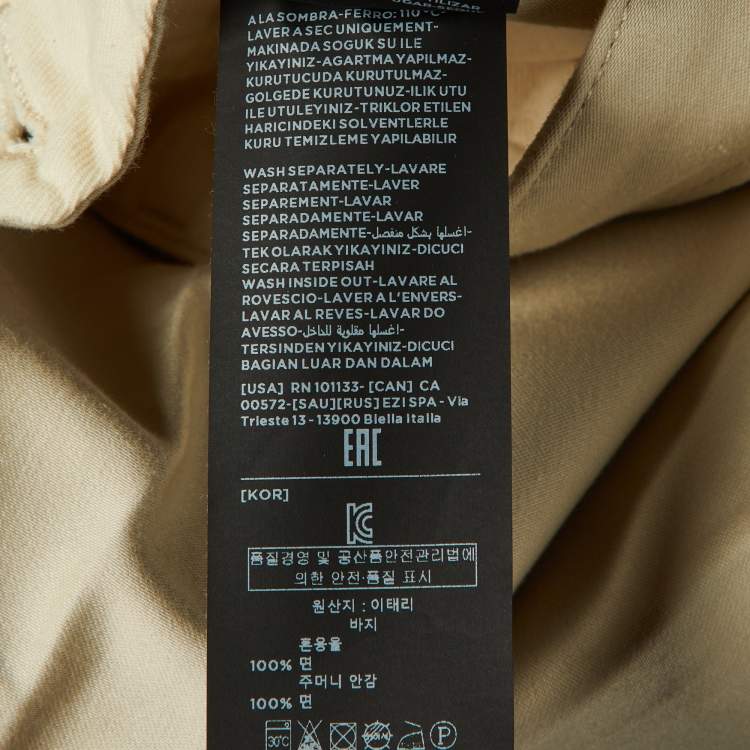 A LA SOMBRA-FERRO: 110 °C-
LAVER A SEC UNIQUEMENT-
MAKINADA SOGUK SU ILE
YIKAYINIZ-AGARTMA YAPILMAZ-
KURUTUCUDA KURUTULMAZ-
GOLGEDE KURUTUNUZ-ILIK UTU
ILE UTULEYINIZ-TRIKLOR ETILEN
HARICINDEKI SOLVENTLERLE
KURU TEMIZLEME YAPILABILIR
WASH SEPARATELY-LAVARE
SEPARATAMENTE-LAVER
SEPAREMENT-LAVAR
SEPARADAMENTE-LAVAR
SEPARADAMENTE-اغسلها بشكل منفصل-
TEK OLARAK YIKAYINIZ-DICUCI
SECARA TERPISAH
WASH INSIDE OUT-LAVARE AL
ROVESCIO-LAVER A L'ENVERS-
LAVAR AL REVES-LAVAR DO
AVESSO-اغسلها مقلوبة للداخل-
TERSINDEN YIKAYINIZ-DICUCI
BAGIAN LUAR DAN DALAM
[USA] RN 101133- [CAN] CA
00572-[SAU][RUS] EZI SPA - Via
Trieste 13 - 13900 Biella Italia
EAC
[KOR]
KC
품질경영 및 공산품안전관리법에
의한 안전·품질 표시
원산지 : 이태리
바지
혼용율
100% 면
주머니 안감
100% 면
30°C P